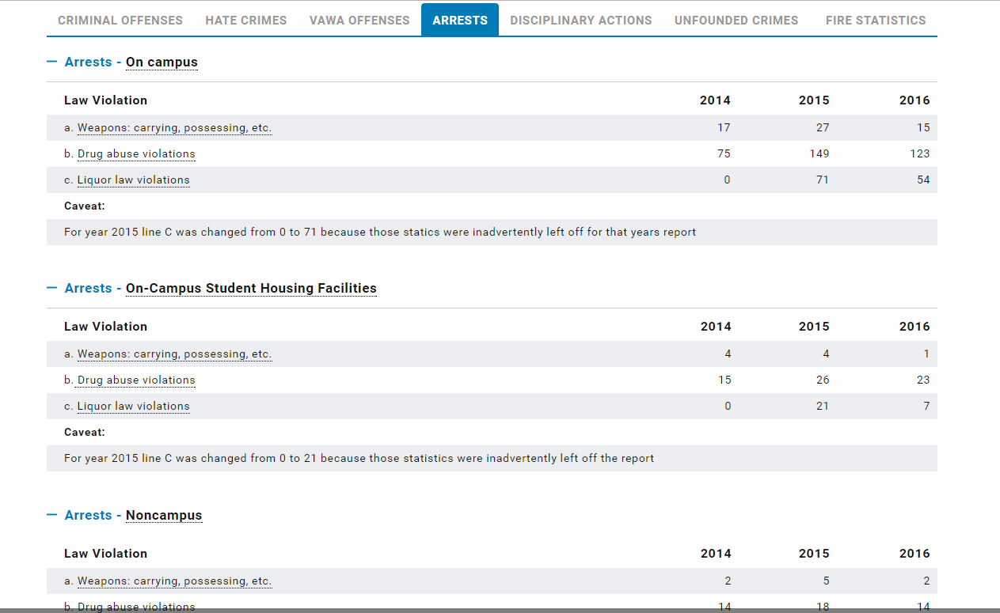 CRIMINAL OFFENSES HATE CRIMES VAWA OFFENSES ARRESTS DISCIPLINARY ACTIONS UNFOUNDED CRIMES FIRE STATISTICS
— Arrests - On campus
Law Violation 2014 2015 2016
a. Weapons: carrying, possessing, etc. 17 27 15
b. Drug abuse violations 75 149 123
c. Liquor law violations 0 71 54
Caveat:
For year 2015 line C was changed from 0 to 71 because those statics were inadvertently left off for that years report
— Arrests - On-Campus Student Housing Facilities
Law Violation 2014 2015 2016
a. Weapons: carrying, possessing, etc. 4 4 1
b. Drug abuse violations 15 26 23
c. Liquor law violations 0 21 7
Caveat:
For year 2015 line C was changed from 0 to 21 because those statistics were inadvertently left off the report
— Arrests - Noncampus
Law Violation 2014 2015 2016
a. Weapons: carrying, possessing, etc. 2 5 2
b. Drug abuse violations 14 18 14